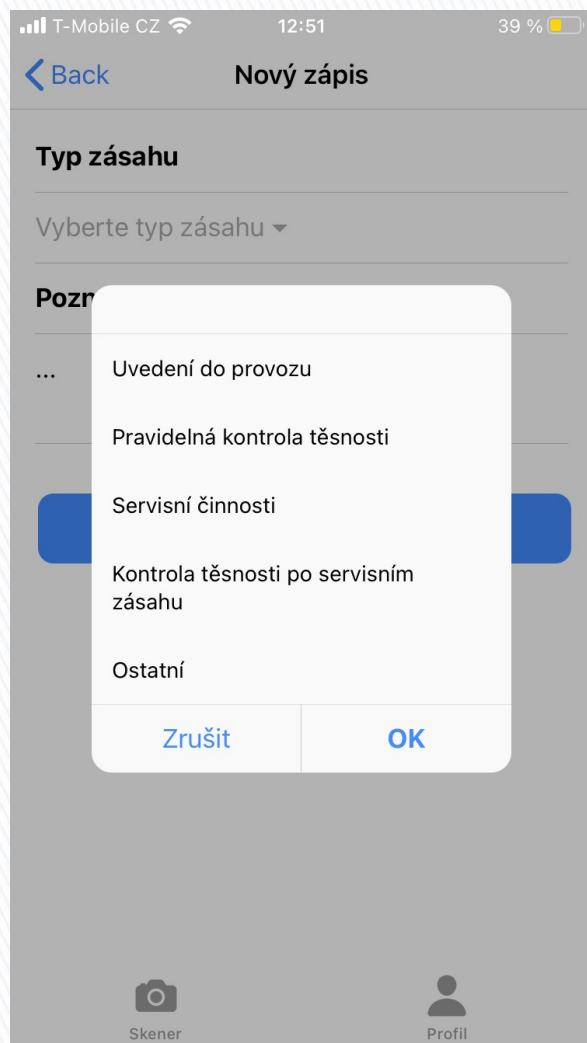 T-Mobile CZ 12:51 39 %
Back Nový zápis
Typ zásahu
Vyberte typ zásahu
Pozn
...
Uvedení do provozu
Pravidelná kontrola těsnosti
Servisní činnosti
Kontrola těsnosti po servisním
zásahu
Ostatní
Zrušit OK
Skener Profil